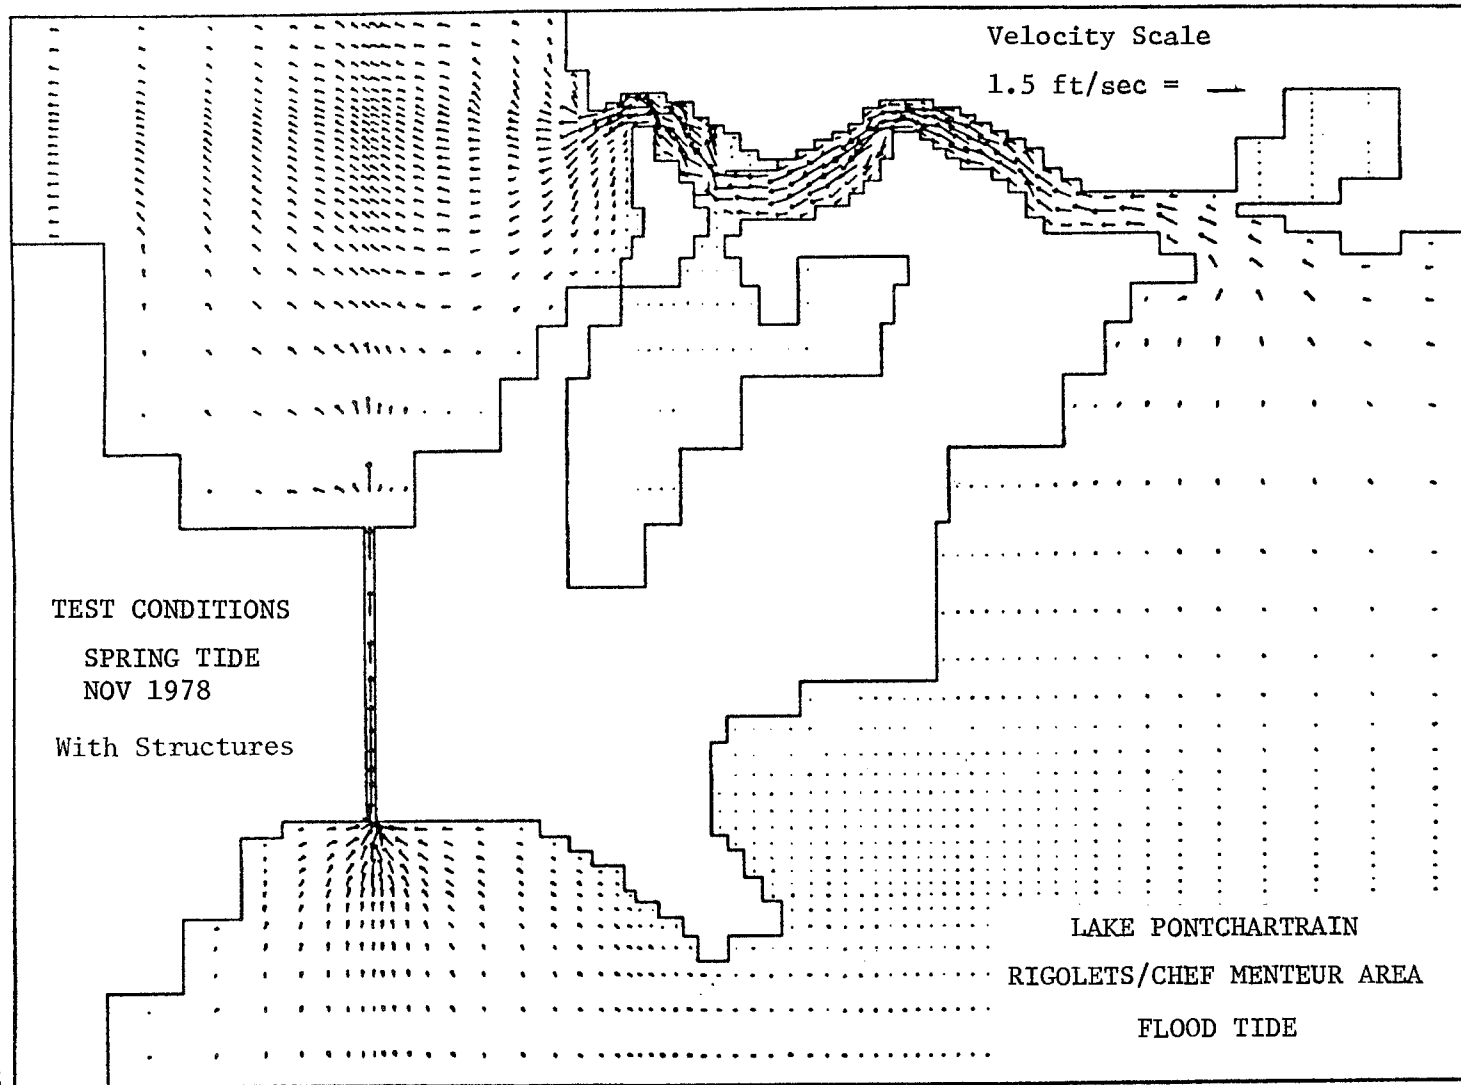 Velocity Scale
1.5 ft/sec =
TEST CONDITIONS
SPRING TIDE
NOV 1978
With Structures
LAKE PONTCHARTRAIN
RIGOLETS/CHEF MENTEUR AREA
FLOOD TIDE